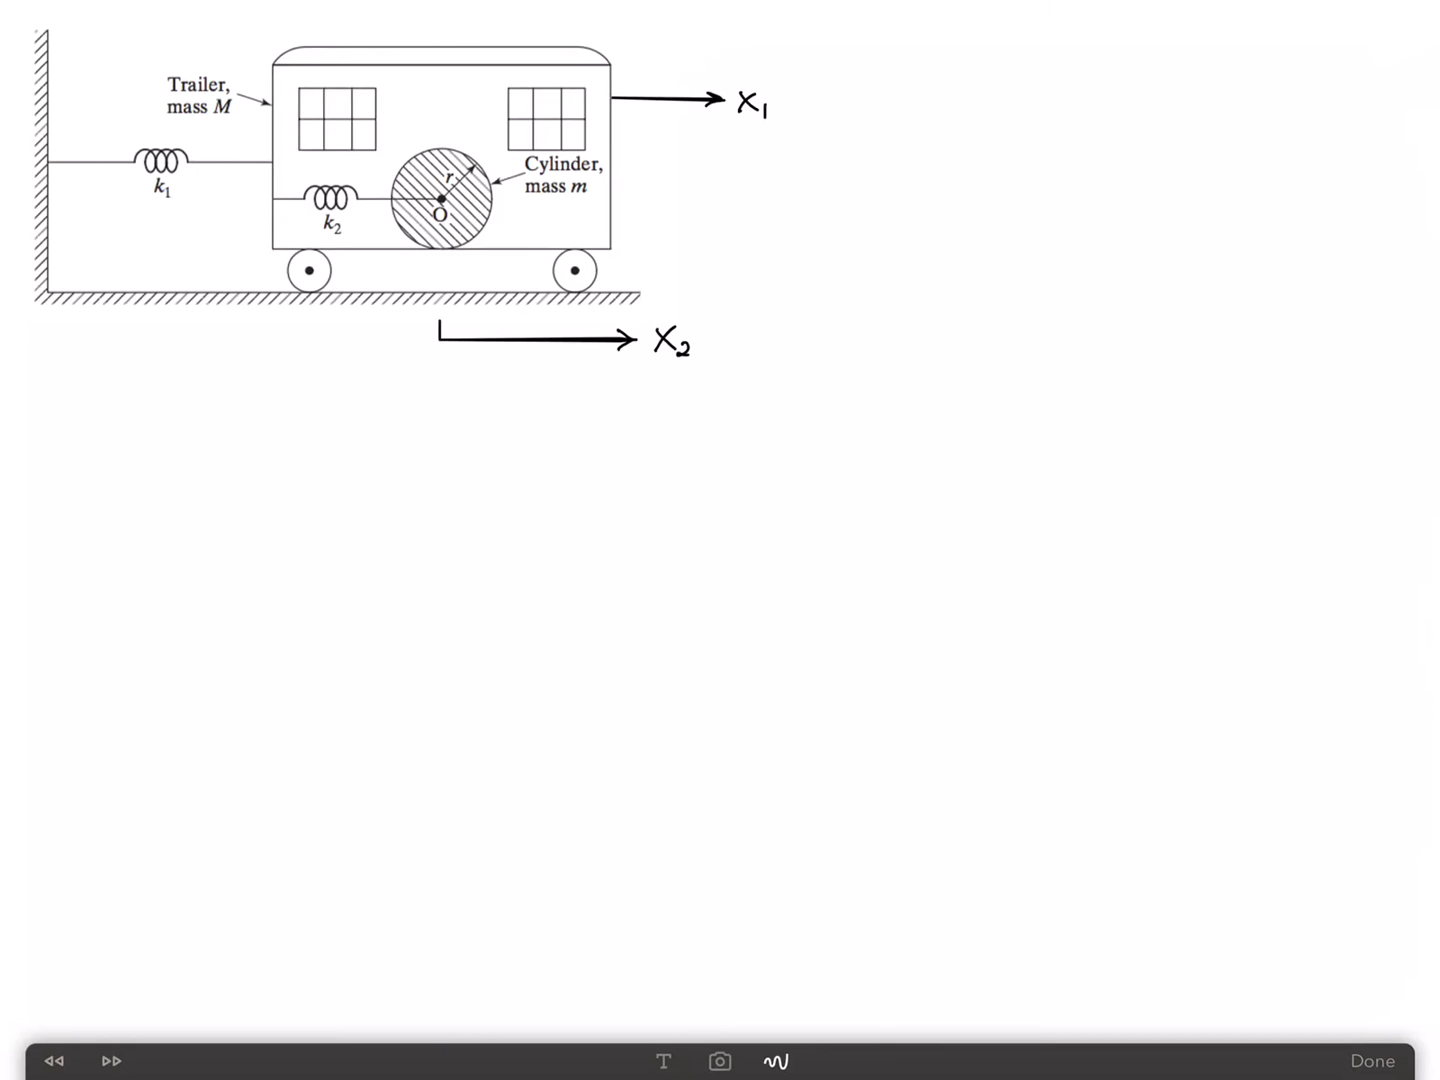 Trailer,
mass M
X₁
k₁
Cylinder,
mass m
r
k₂
O
X₂
T
Done